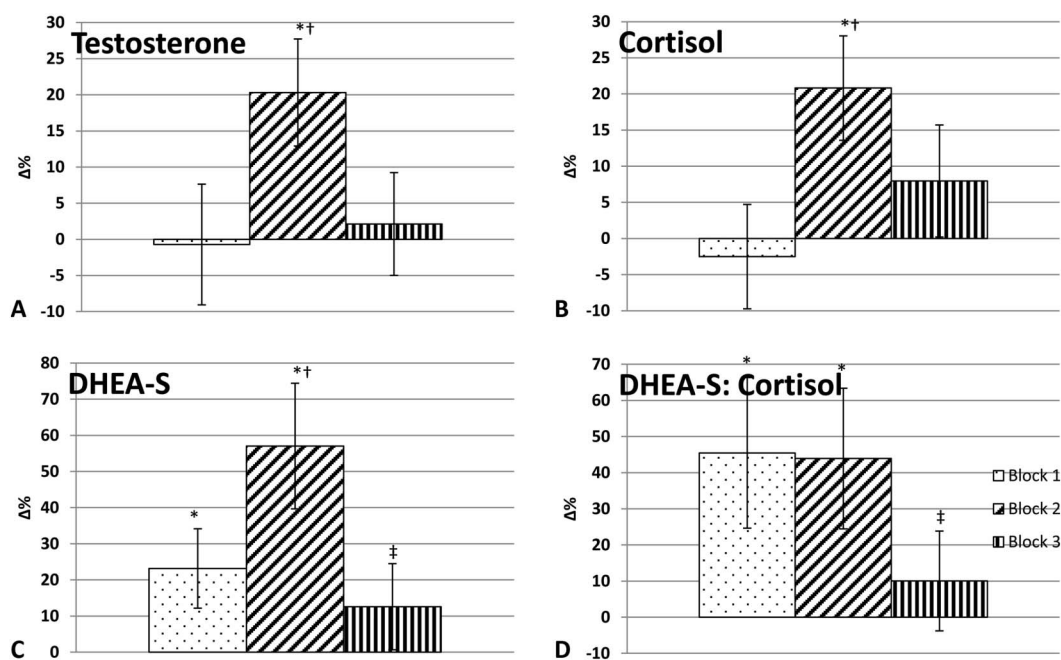 Testosterone
*†
30
25
20
15
10
5
0
-5
-10
Δ%
A
Cortisol
*†
30
25
20
15
10
5
0
-5
-10
Δ%
B
DHEA-S
*†
*
‡
80
70
60
50
40
30
20
10
0
Δ%
C
DHEA-S: Cortisol
*
*
‡
70
60
50
40
30
20
10
0
-10
Δ%
D
Block 1
Block 2
Block 3